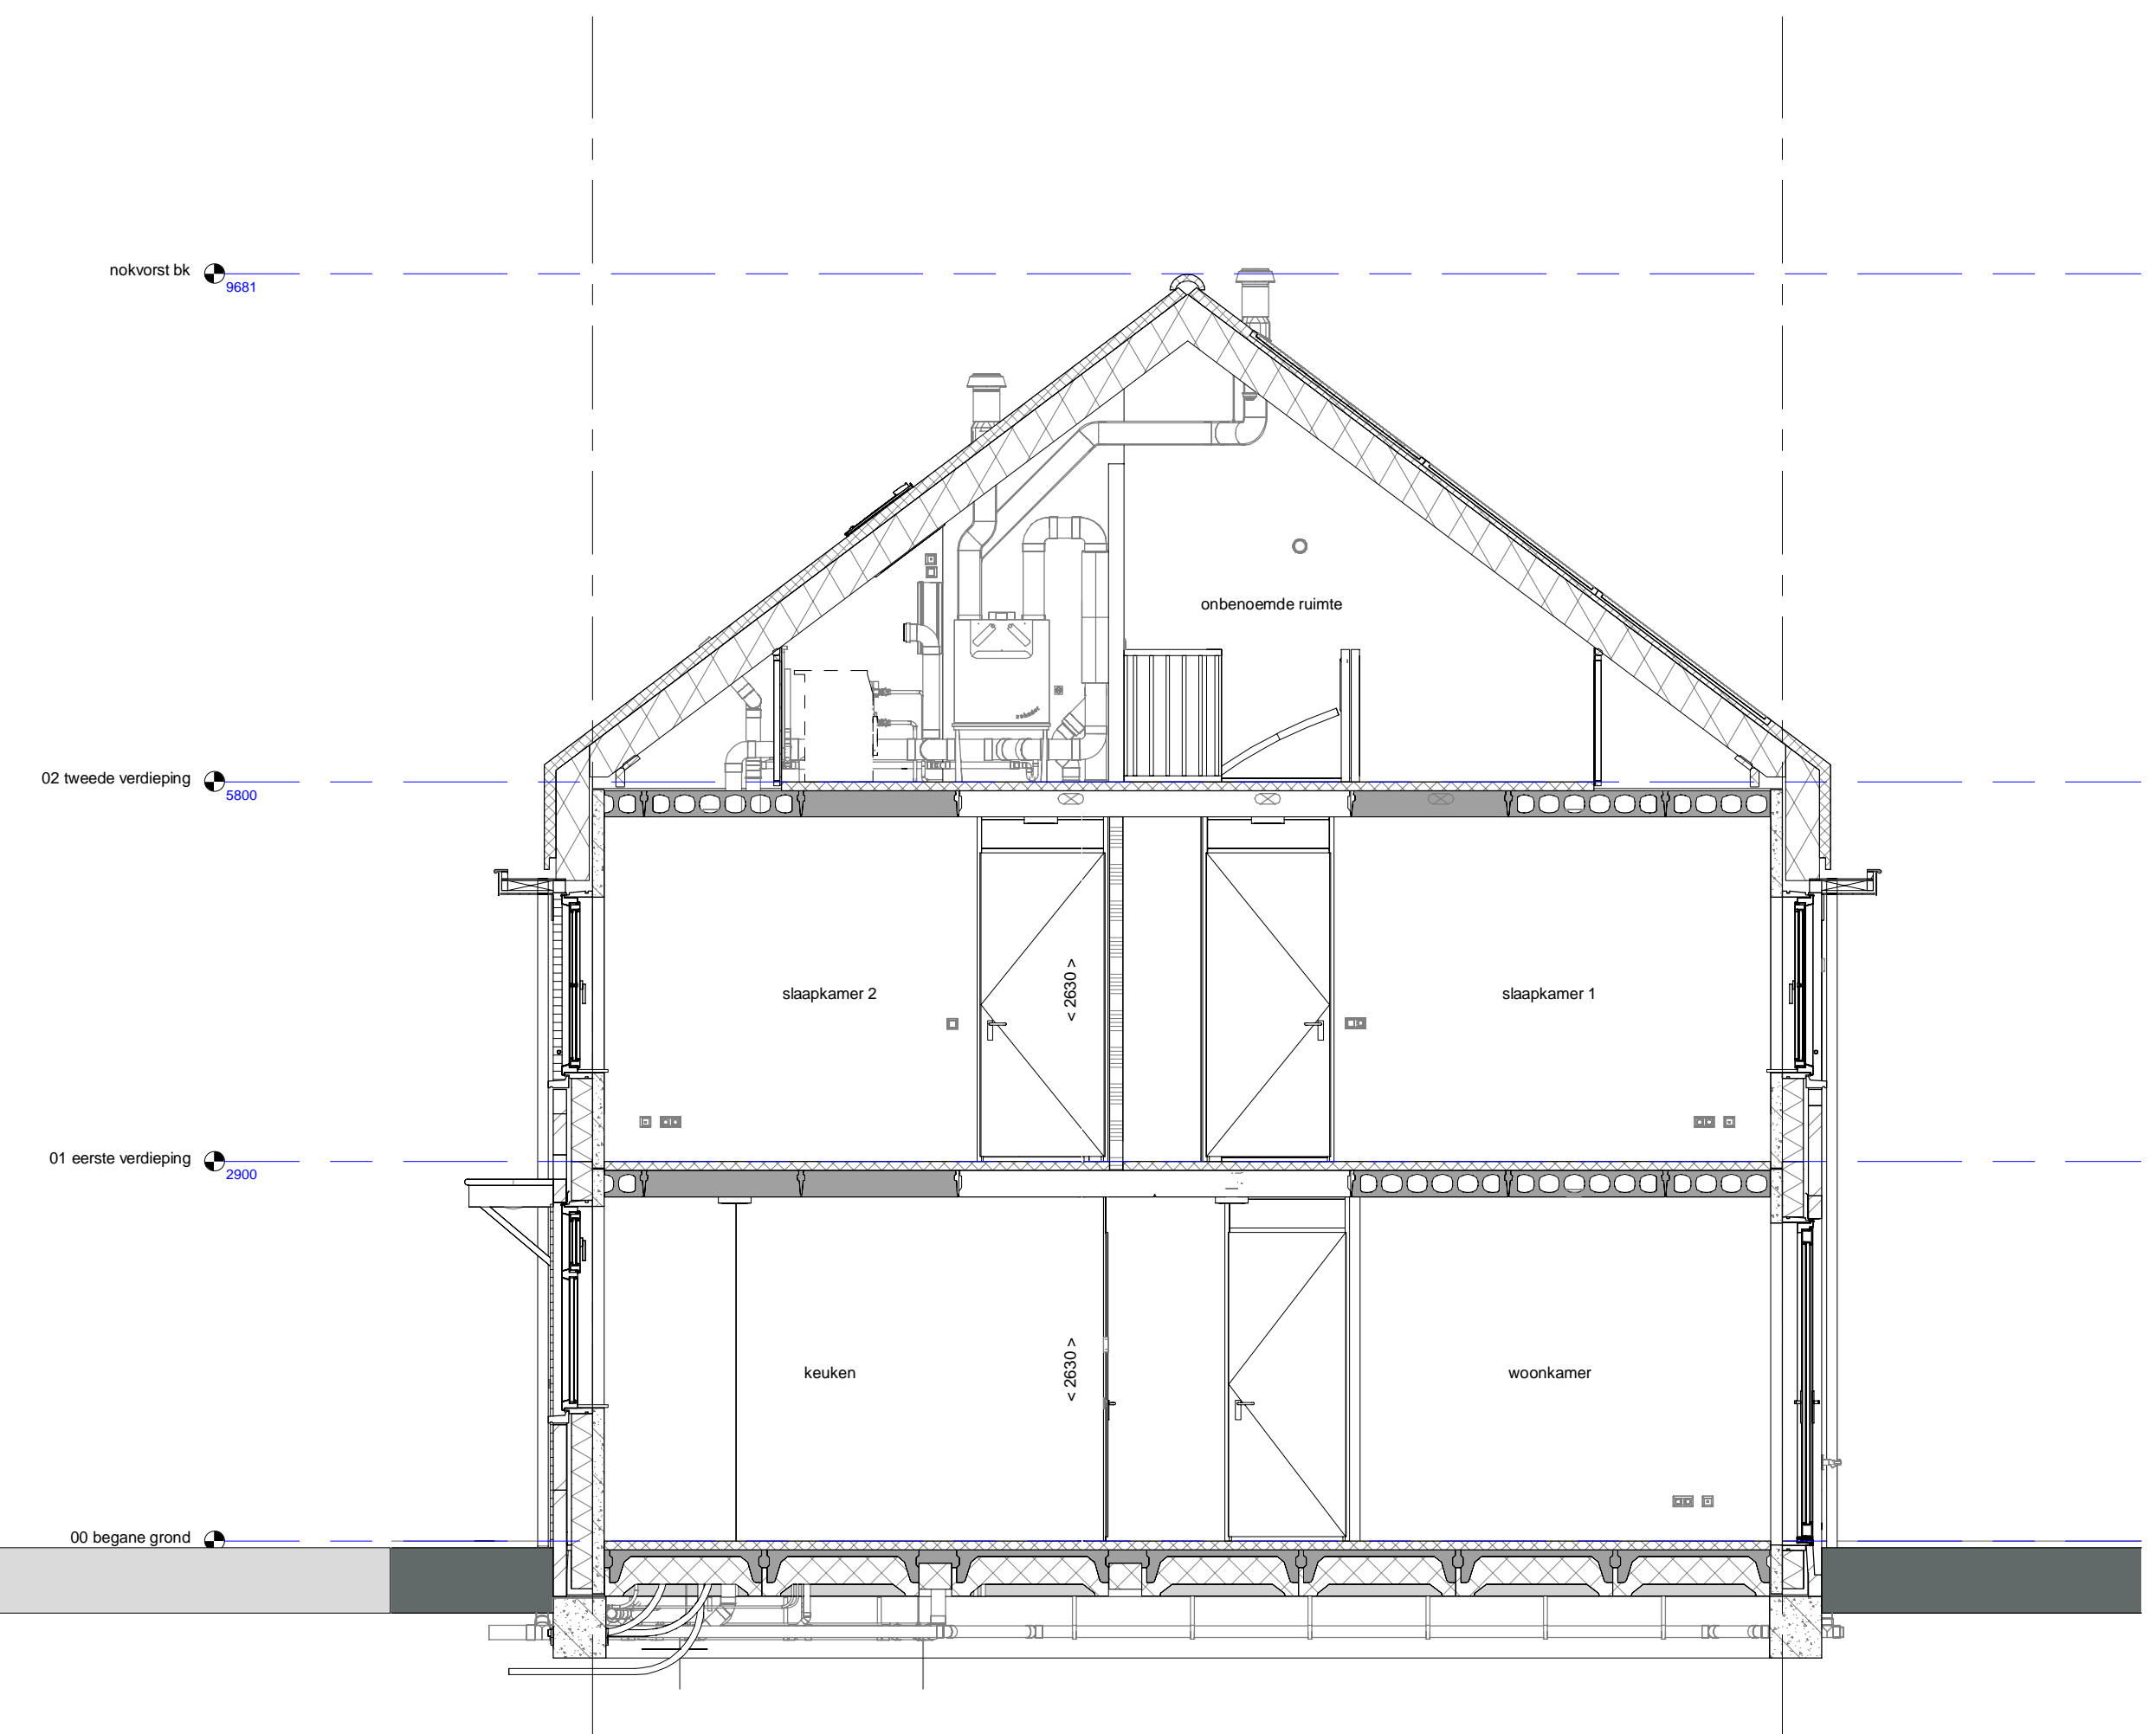 nokvorst bk
9681
onbenoemde ruimte
02 tweede verdieping
5800
slaapkamer 2
< 2630 >
slaapkamer 1
01 eerste verdieping
2900
keuken
< 2630 >
woonkamer
00 begane grond